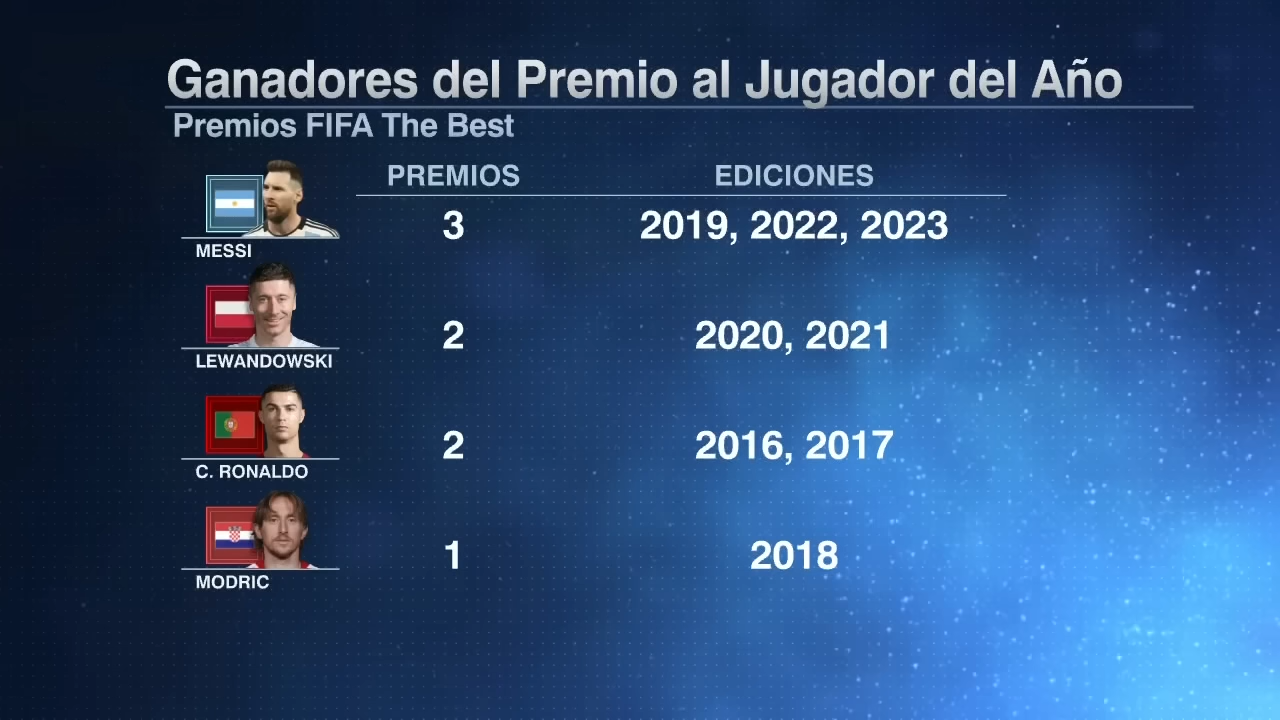 Ganadores del Premio al Jugador del Año
Premios FIFA The Best
PREMIOS EDICIONES
MESSI 3 2019, 2022, 2023
LEWANDOWSKI 2 2020, 2021
C. RONALDO 2 2016, 2017
MODRIC 1 2018